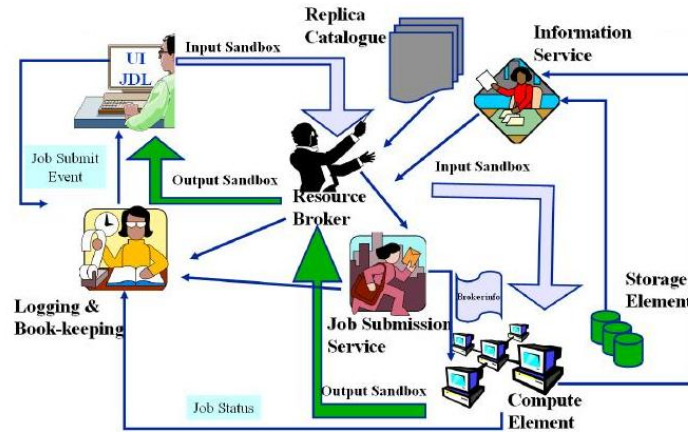 UI
JDL
Input Sandbox
Replica
Catalogue
Information
Service
Job Submit
Event
Output Sandbox
Input Sandbox
Resource
Broker
Logging &
Book-keeping
Job Submission
Service
Brokerinfo
Storage
Element
Output Sandbox
Job Status
Compute
Element